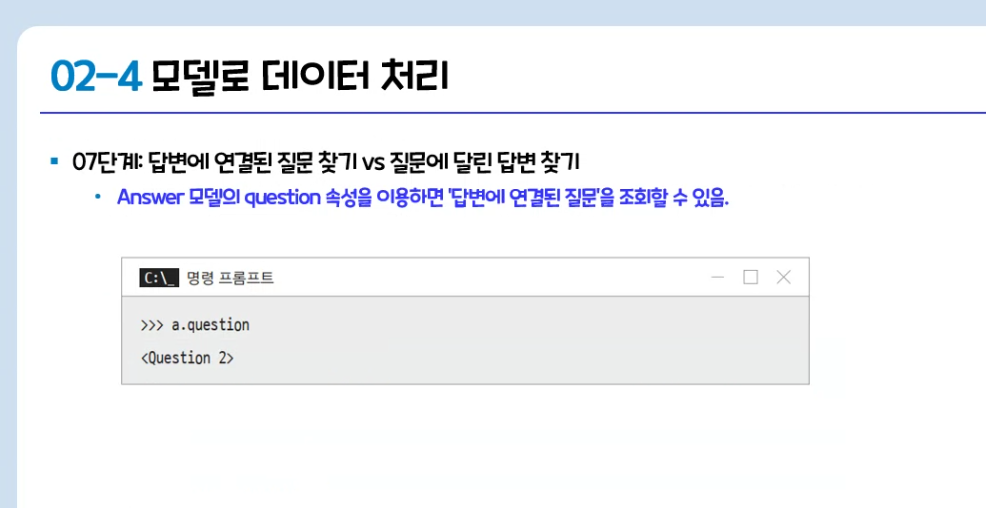 02-4 모델로 데이터 처리
07단계: 답변에 연결된 질문 찾기 vs 질문에 달린 답변 찾기
Answer 모델의 question 속성을 이용하면 '답변에 연결된 질문'을 조회할 수 있음.
C:\_ 명령 프롬프트
>>> a.question
<Question 2>